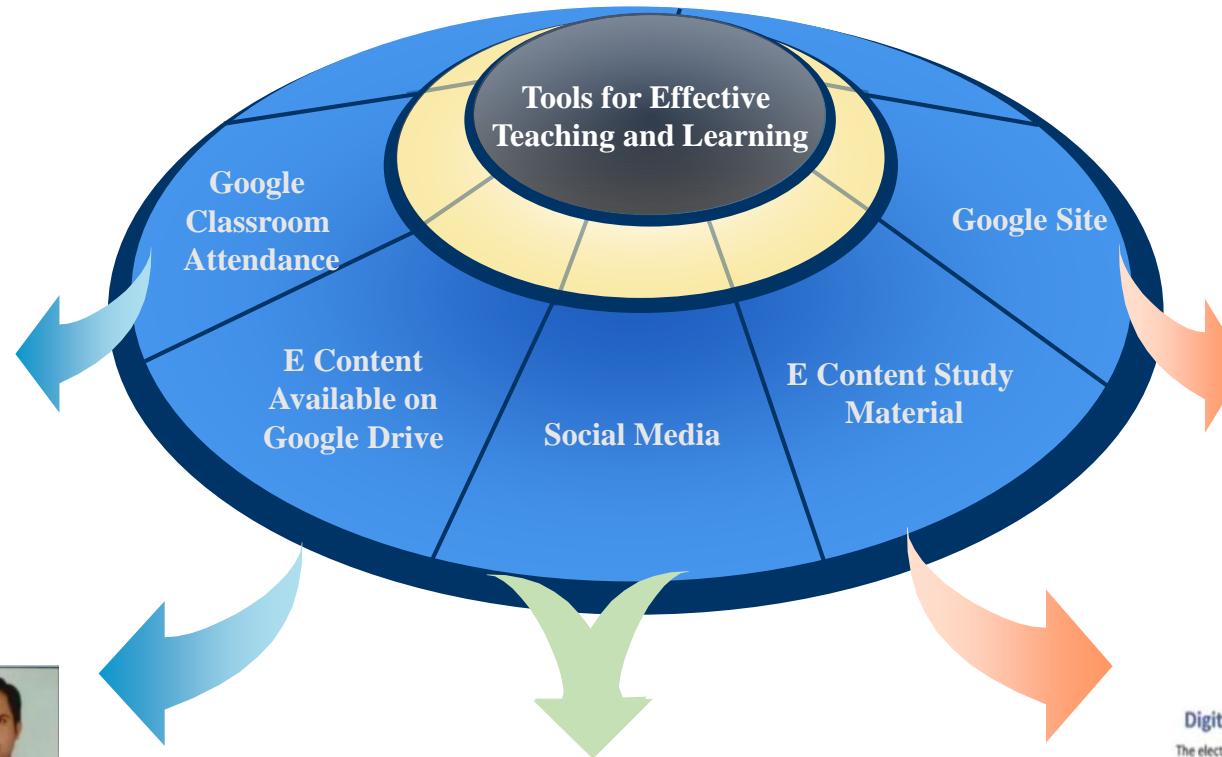 Tools for Effective
Teaching and Learning
Google
Classroom
Attendance
E Content
Available on
Google Drive
Social Media
E Content Study
Material
Google Site
The